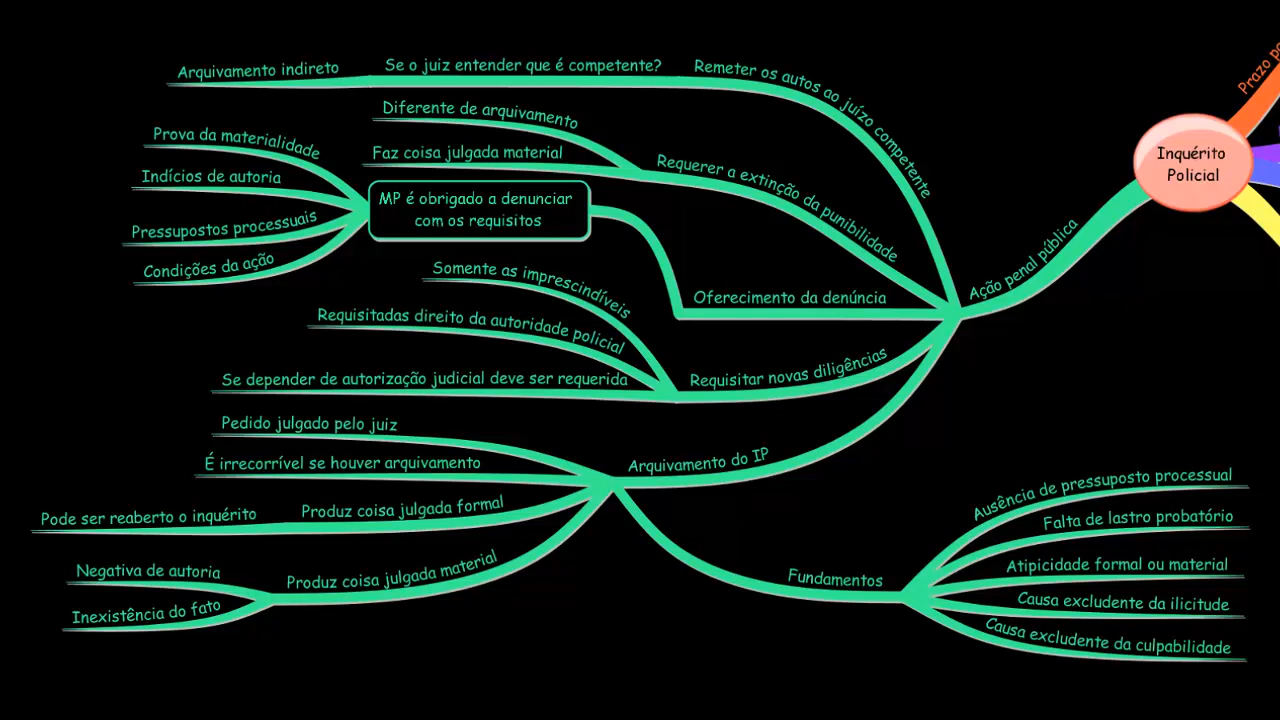 Inquérito
Policial
Prazo
Ação penal pública
Remeter os autos ao juízo competente
Se o juiz entender que é competente?
Arquivamento indireto
Requerer a extinção da punibilidade
Diferente de arquivamento
Faz coisa julgada material
Oferecimento da denúncia
MP é obrigado a denunciar
com os requisitos
Prova da materialidade
Indícios de autoria
Pressupostos processuais
Condições da ação
Requisitar novas diligências
Somente as imprescindíveis
Requisitadas direito da autoridade policial
Se depender de autorização judicial deve ser requerida
Arquivamento do IP
Pedido julgado pelo juiz
É irrecorrível se houver arquivamento
Produz coisa julgada formal
Pode ser reaberto o inquérito
Produz coisa julgada material
Negativa de autoria
Inexistência do fato
Fundamentos
Ausência de pressuposto processual
Falta de lastro probatório
Atipicidade formal ou material
Causa excludente da ilicitude
Causa excludente da culpabilidade